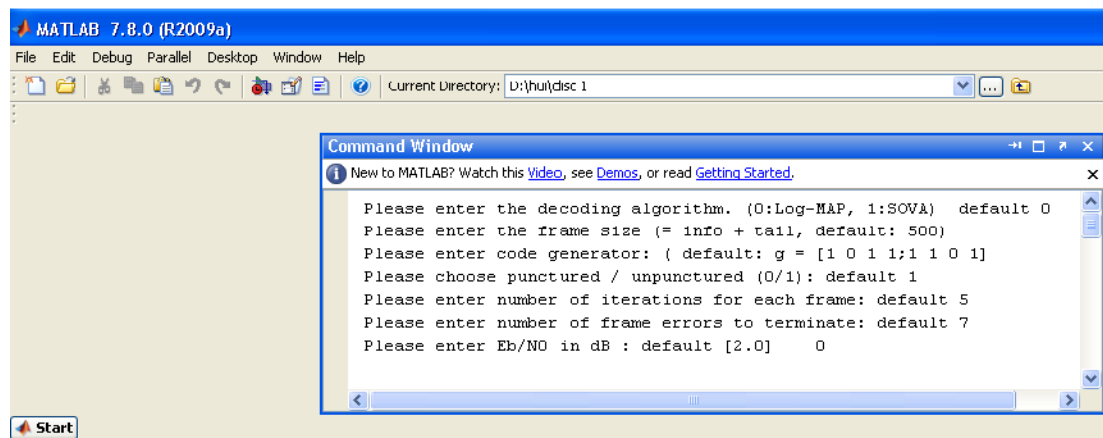 MATLAB 7.8.0 (R2009a)
File Edit Debug Parallel Desktop Window Help
Current Directory: D:\hui\disc 1
Command Window
New to MATLAB? Watch this Video, see Demos, or read Getting Started.
Please enter the decoding algorithm. (0:Log-MAP, 1:SOVA) default 0
Please enter the frame size (= info + tail, default: 500)
Please enter code generator: ( default: g = [1 0 1 1;1 1 0 1]
Please choose punctured / unpunctured (0/1): default 1
Please enter number of iterations for each frame: default 5
Please enter number of frame errors to terminate: default 7
Please enter Eb/N0 in dB : default [2.0] 0
Start